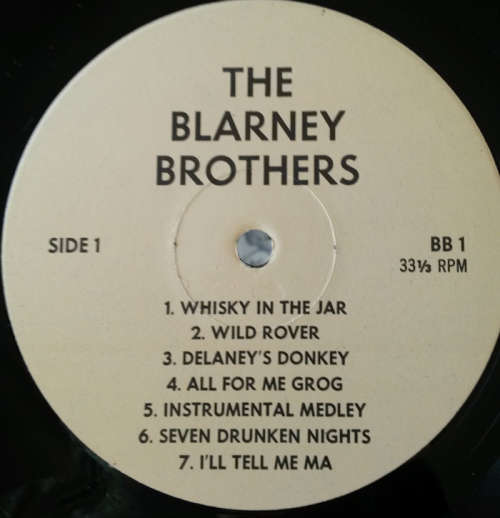 THE
BLARNEY
BROTHERS
SIDE 1
BB 1
33⅓ RPM
1. WHISKY IN THE JAR
2. WILD ROVER
3. DELANEY'S DONKEY
4. ALL FOR ME GROG
5. INSTRUMENTAL MEDLEY
6. SEVEN DRUNKEN NIGHTS
7. I'LL TELL ME MA